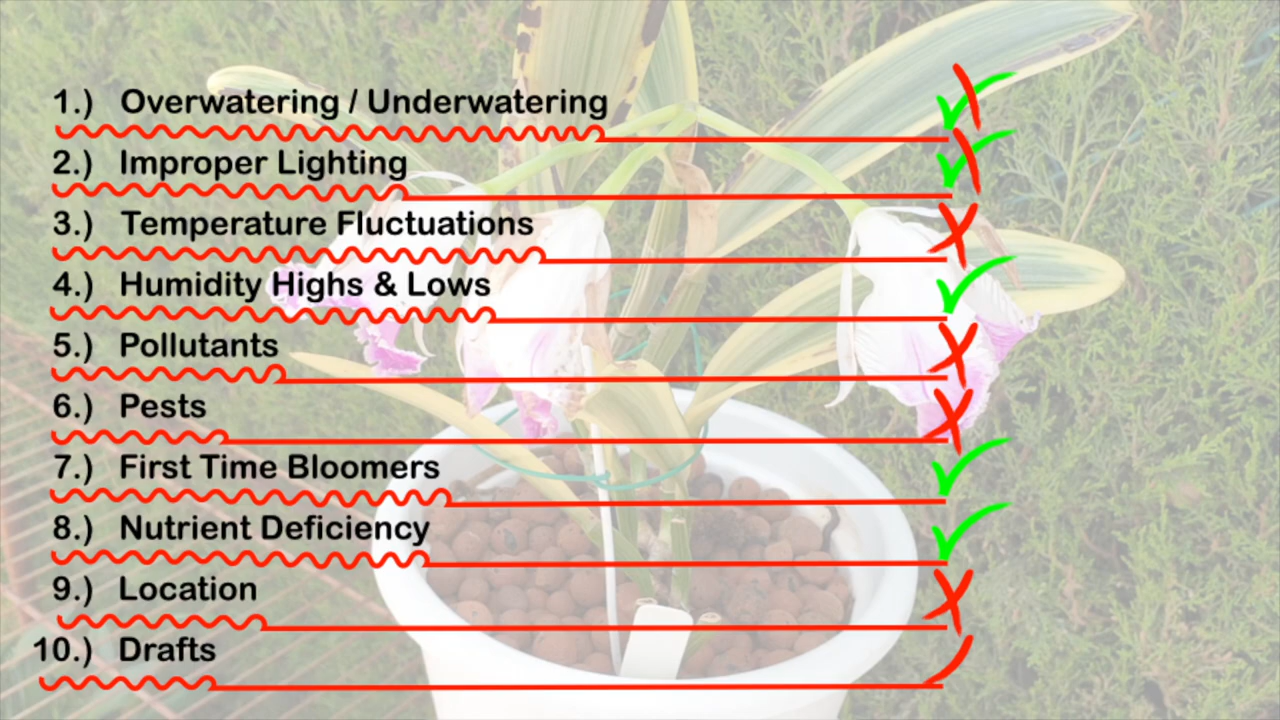 1.) Overwatering / Underwatering
2.) Improper Lighting
3.) Temperature Fluctuations
4.) Humidity Highs & Lows
5.) Pollutants
6.) Pests
7.) First Time Bloomers
8.) Nutrient Deficiency
9.) Location
10.) Drafts